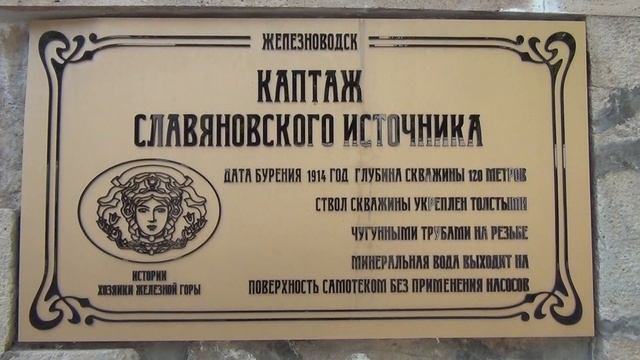 ЖЕЛЕЗНОВОДСК
КАПТАЖ
СЛАВЯНОВСКОГО ИСТОЧНИКА
ДАТА БУРЕНИЯ 1914 ГОД ГЛУБИНА СКВАЖИНЫ 120 МЕТРОВ
СТВОЛ СКВАЖИНЫ УКРЕПЛЕН ТОЛСТЫМИ
ЧУГУННЫМИ ТРУБАМИ НА РЕЗЬБЕ
МИНЕРАЛЬНАЯ ВОДА ВЫХОДИТ НА
ПОВЕРХНОСТЬ САМОТЕКОМ БЕЗ ПРИМЕНЕНИЯ НАСОСОВ
ИСТОРИИ
ХОЗЯЙКИ ЖЕЛЕЗНОЙ ГОРЫ